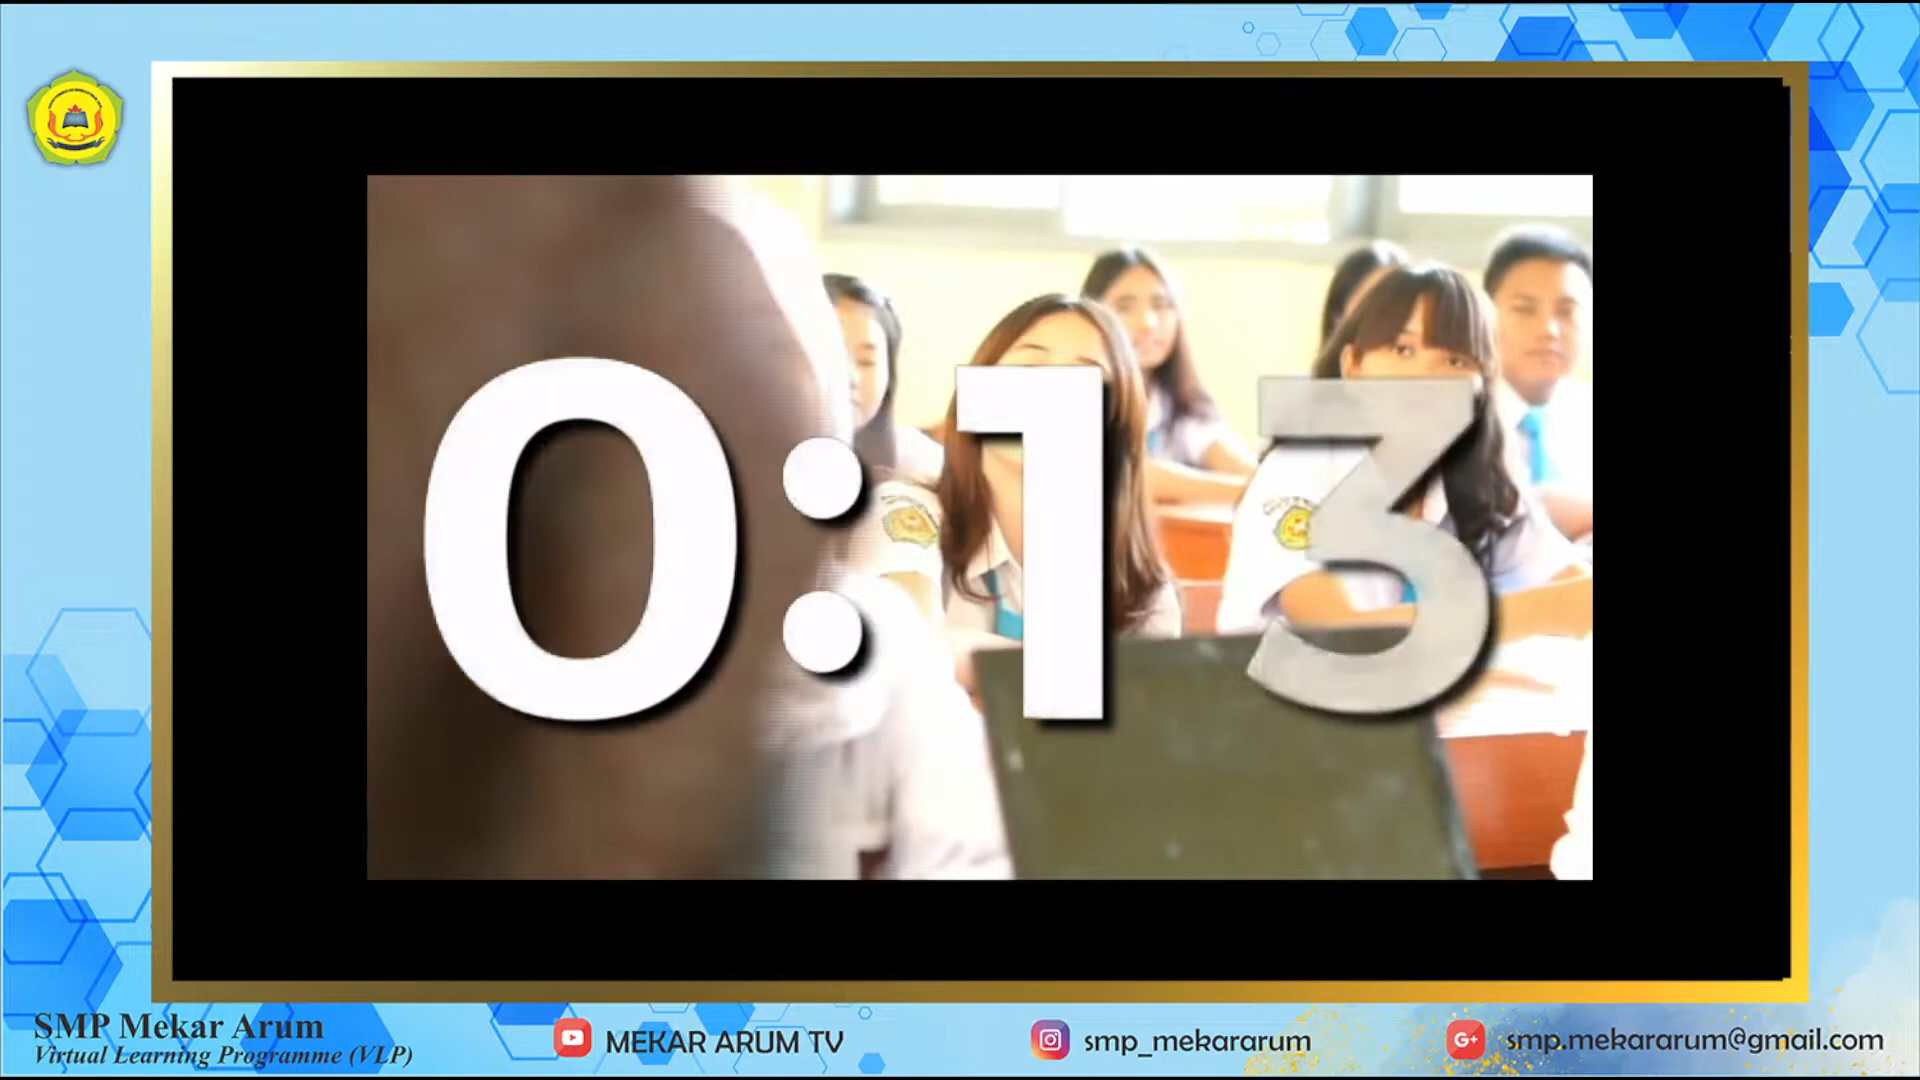 0:13
SMP Mekar Arum
Virtual Learning Programme (VLP)
MEKAR ARUM TV
smp_mekararum
G+
smp.mekararum@gmail.com